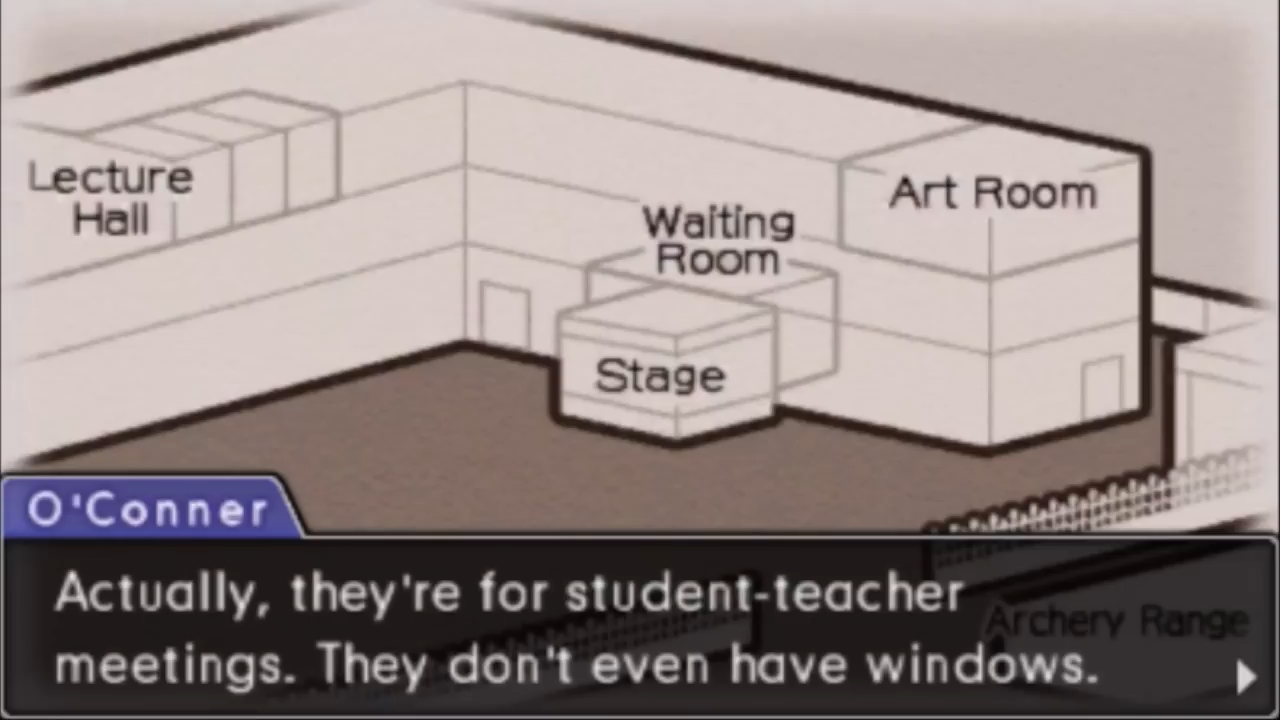 Lecture
Hall
Waiting
Room
Art Room
Stage
Archery Range
O'Conner
Actually, they're for student-teacher
meetings. They don't even have windows.